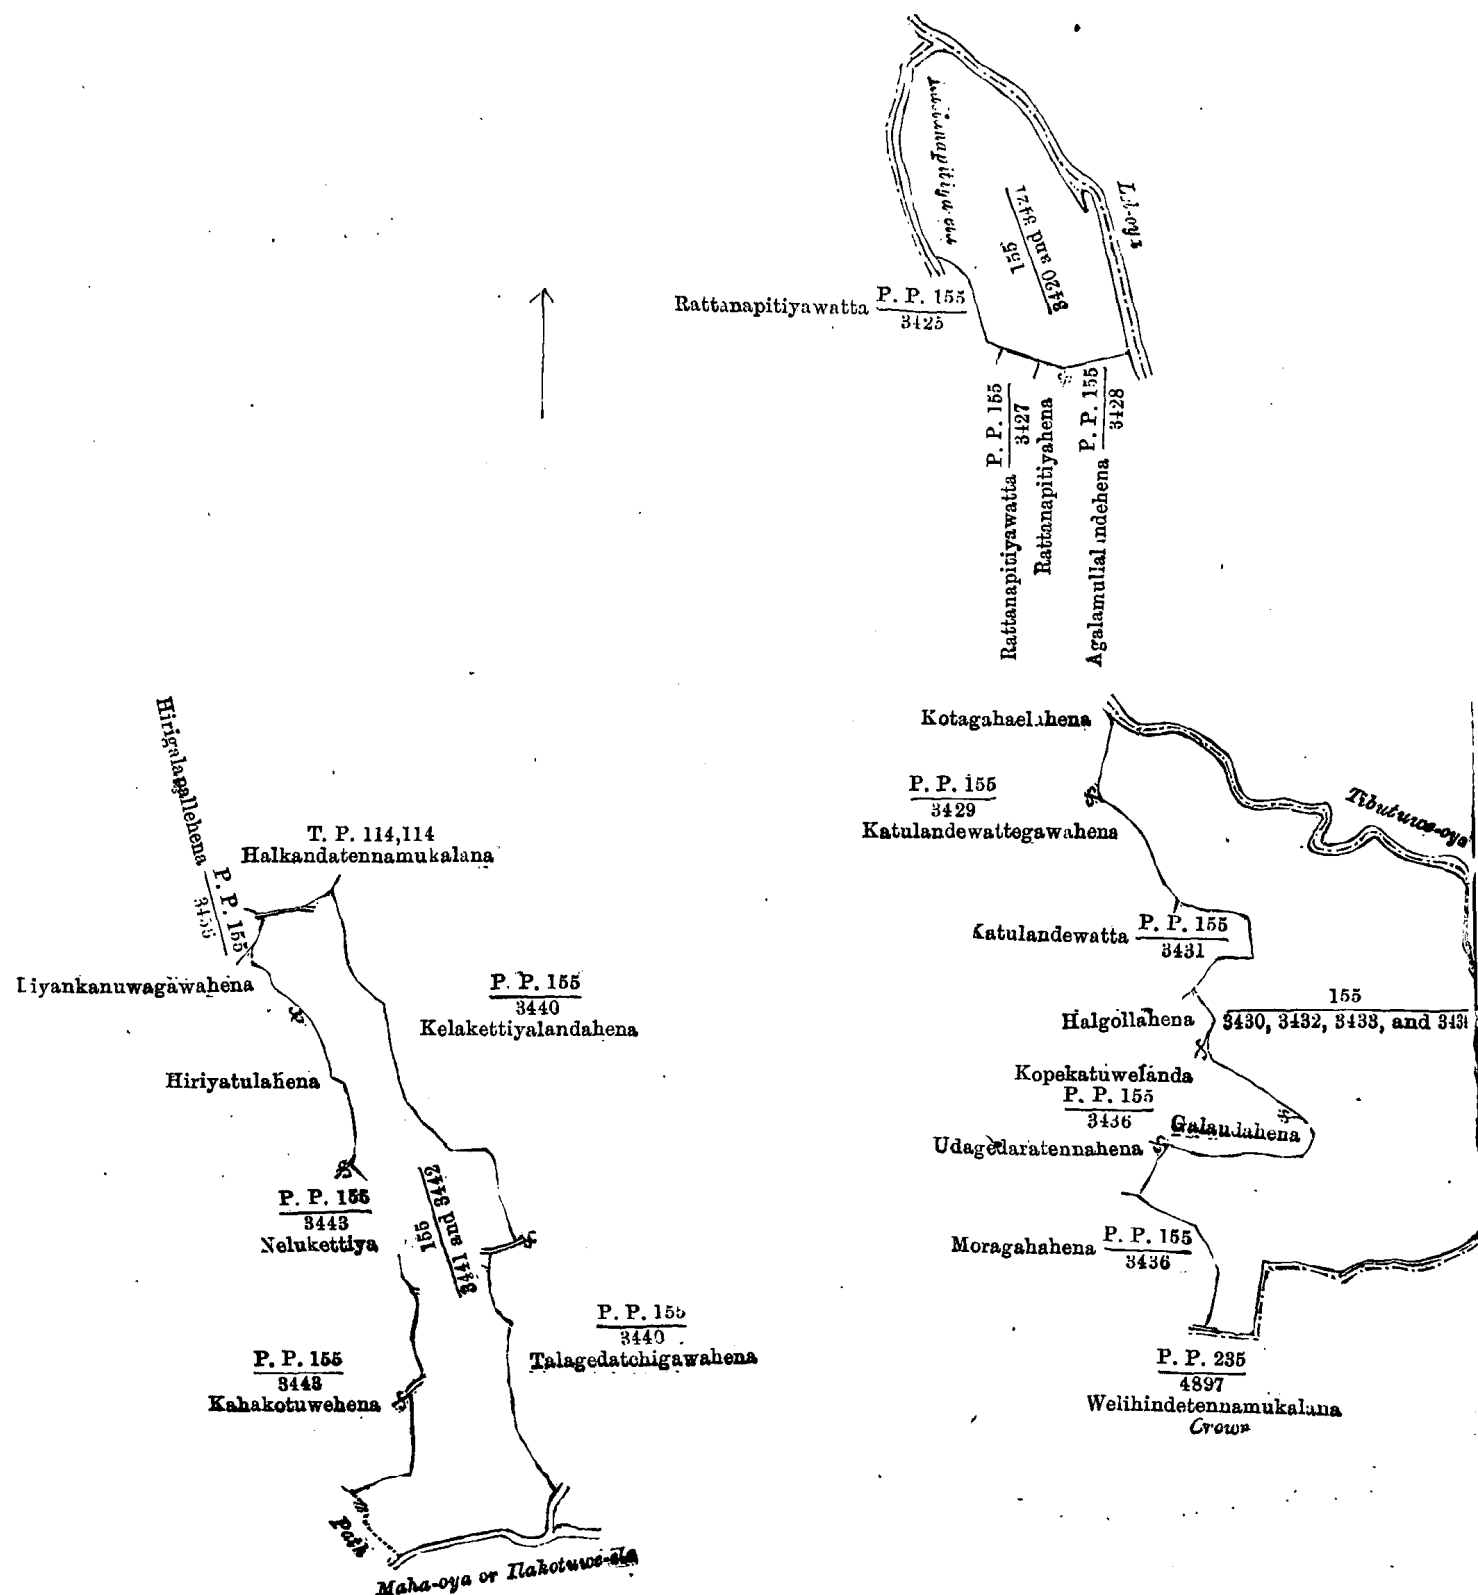 3420 and 3421
155
Rattanapitiyawatta P. P. 155
3425
Rattanapitiyawatta P. P. 155
3427
Rattanapitiyahena
P. P. 155
3428
Kotagahaelahena
P. P. 155
3429
Katulandewattegawahena
Tibutuwe-oya
Katulandewatta P. P. 155
3431
Halgollahena
155
3430, 3432, 3433, and
Kopekatuwelanda
P. P. 155
3436
Galaudahena
Udagedaratennahena
Moragahahena P. P. 155
3436
P. P. 235
4897
Welihindetennamukalana
Crown
Hirigalapallehena P. P. 155
T. P. 114,114
Halkandatennamukalana
Liyankanuwagawahena
P. P. 155
3440
Kelakettiyalandahena
Hiriyatulahena
P. P. 155
3443
Nelukettiya
155
3441 and 3442
P. P. 155
3440
Talagedatchigawahena
P. P. 155
3443
Kahakotuwehena
Path
Maha-oya or Ilakotuwe-ela